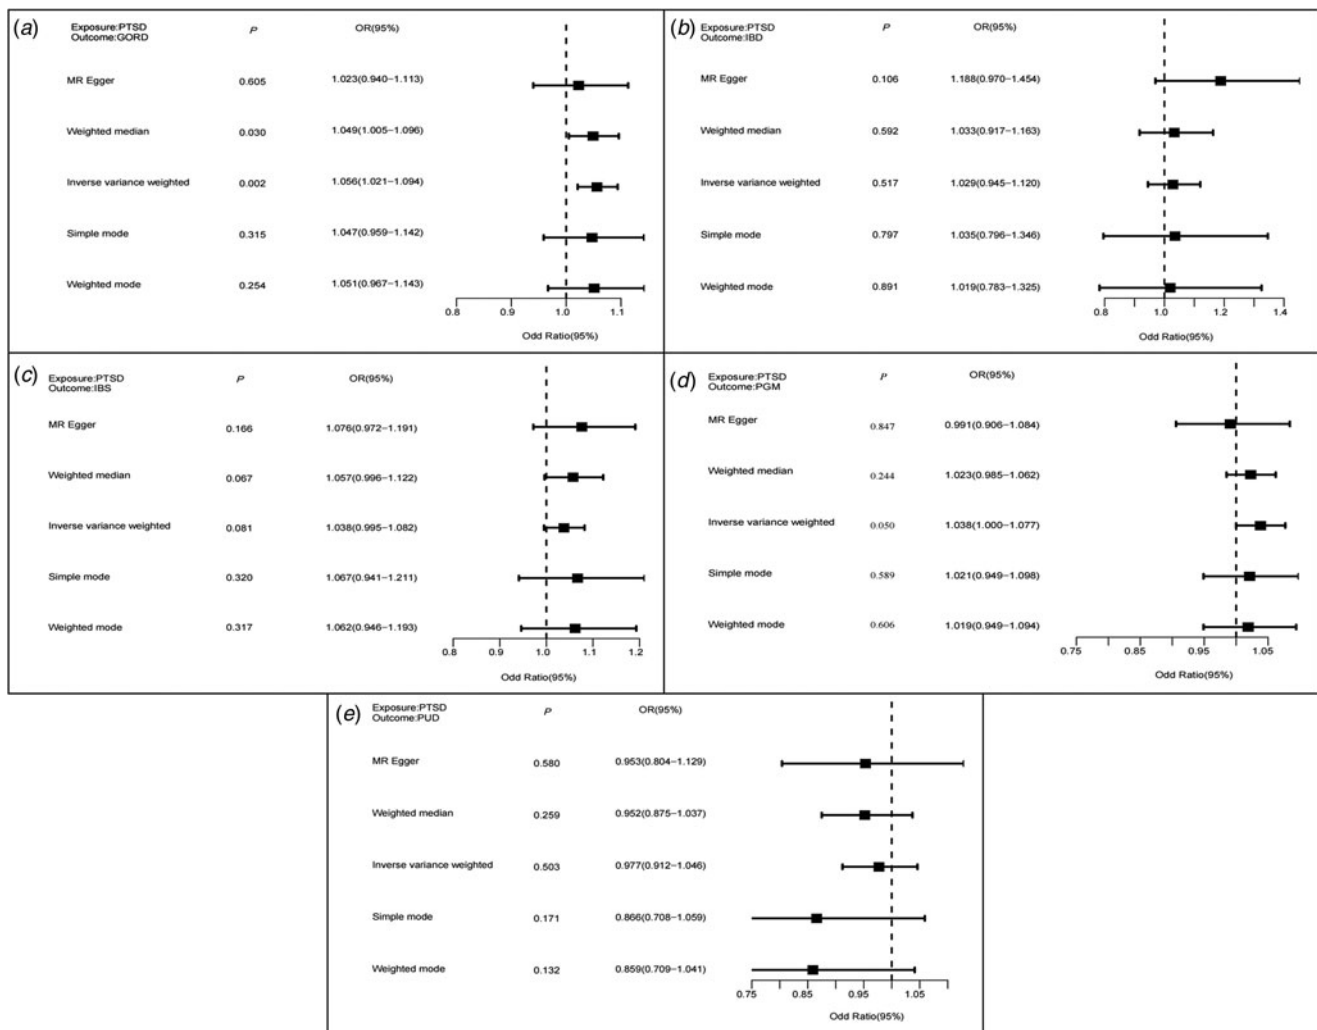 (a)
Exposure:PTSD P OR(95%)
Outcome:GORD
MR Egger 0.605 1.023(0.940−1.113)
Weighted median 0.030 1.049(1.005−1.096)
Inverse variance weighted 0.002 1.056(1.021−1.094)
Simple mode 0.315 1.047(0.959−1.142)
Weighted mode 0.254 1.051(0.967−1.143)
0.8 0.9 1.0 1.1
Odd Ratio(95%)
(b)
Exposure:PTSD P OR(95%)
Outcome:IBD
MR Egger 0.106 1.188(0.970−1.454)
Weighted median 0.592 1.033(0.917−1.163)
Inverse variance weighted 0.517 1.029(0.945−1.120)
Simple mode 0.797 1.035(0.796−1.346)
Weighted mode 0.891 1.019(0.783−1.325)
0.8 1.0 1.2 1.4
Odd Ratio(95%)
(c)
Exposure:PTSD P OR(95%)
Outcome:IBS
MR Egger 0.166 1.076(0.972−1.191)
Weighted median 0.067 1.057(0.996−1.122)
Inverse variance weighted 0.081 1.038(0.995−1.082)
Simple mode 0.320 1.067(0.941−1.211)
Weighted mode 0.317 1.062(0.946−1.193)
0.8 0.9 1.0 1.1 1.2
Odd Ratio(95%)
(d)
Exposure:PTSD P OR(95%)
Outcome:PGM
MR Egger 0.847 0.991(0.906−1.084)
Weighted median 0.244 1.023(0.985−1.062)
Inverse variance weighted 0.050 1.038(1.000−1.077)
Simple mode 0.589 1.021(0.949−1.098)
Weighted mode 0.606 1.019(0.949−1.094)
0.75 0.85 0.95 1.05
Odd Ratio(95%)
(e)
Exposure:PTSD P OR(95%)
Outcome:PUD
MR Egger 0.580 0.953(0.804−1.129)
Weighted median 0.259 0.952(0.875−1.037)
Inverse variance weighted 0.503 0.977(0.912−1.046)
Simple mode 0.171 0.866(0.708−1.059)
Weighted mode 0.132 0.859(0.709−1.041)
0.75 0.85 0.95 1.05
Odd Ratio(95%)